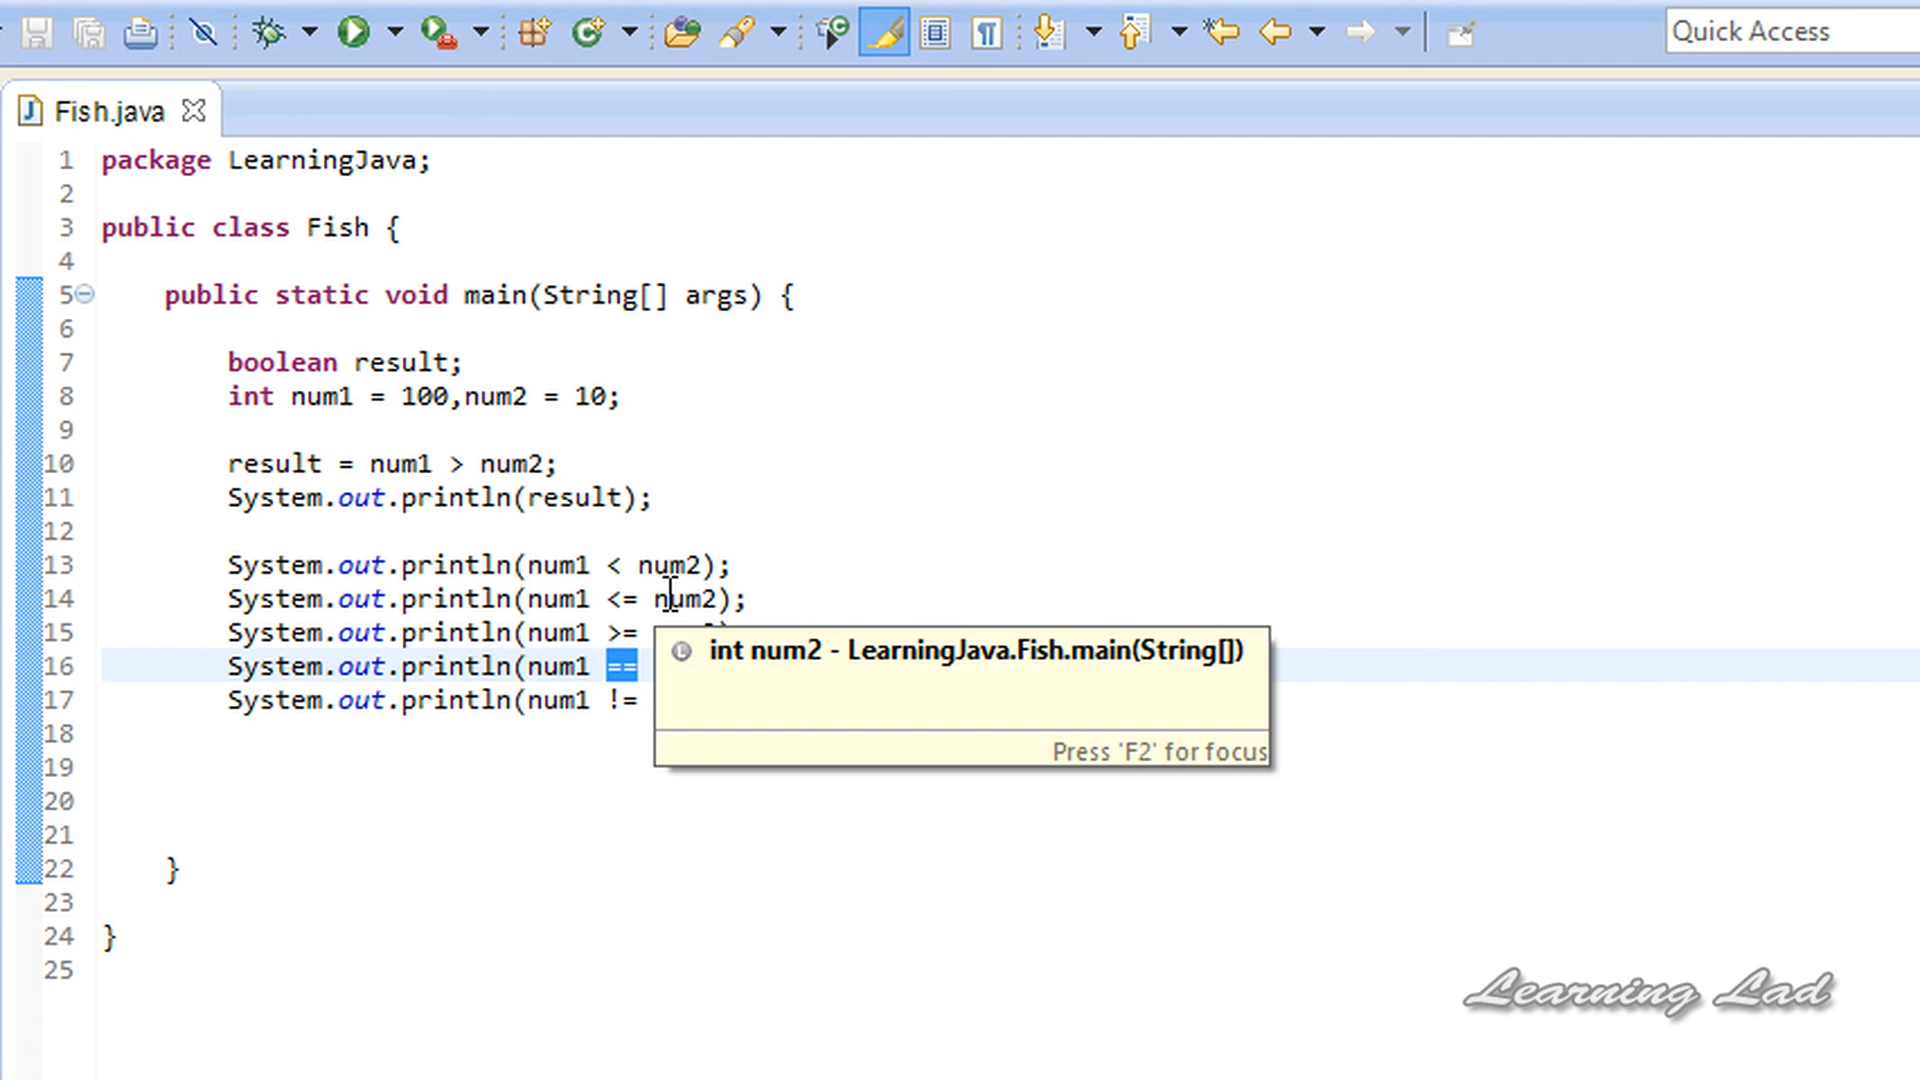 Quick Access
Fish.java
1 package LearningJava;
2
3 public class Fish {
4
5 public static void main(String[] args) {
6
7 boolean result;
8 int num1 = 100,num2 = 10;
9
10 result = num1 > num2;
11 System.out.println(result);
12
13 System.out.println(num1 < num2);
14 System.out.println(num1 <= num2);
15 System.out.println(num1 >=
16 System.out.println(num1 ==
17 System.out.println(num1 !=
int num2 - LearningJava.Fish.main(String[])
Press 'F2' for focus
18
19
20
21
22 }
23
24 }
25
Learning Lad